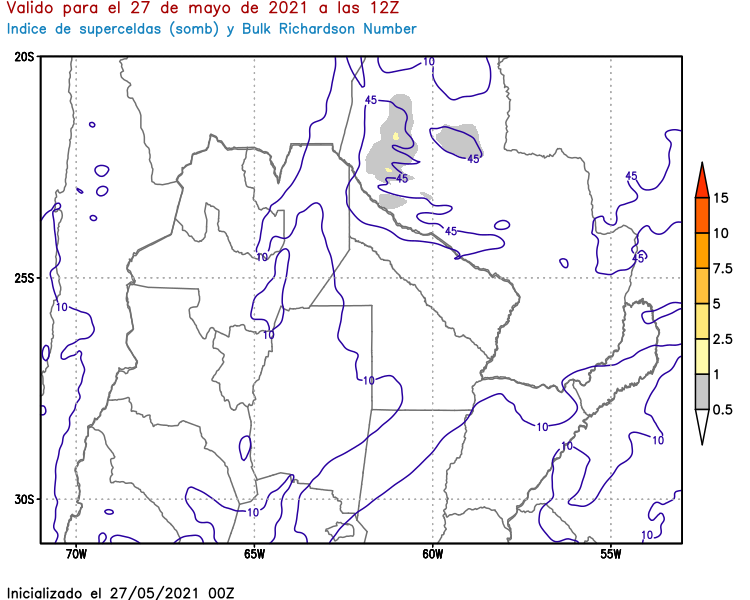 Valido para el 27 de mayo de 2021 a las 12Z
Indice de superceldas (somb) y Bulk Richardson Number
20S
10
45
45
45
45
15
45
10
45
10
7.5
25S
5
10
10
2.5
1
10
0.5
10
10
10
30S
10
10
70W
65W
60W
55W
Inicializado el 27/05/2021 00Z